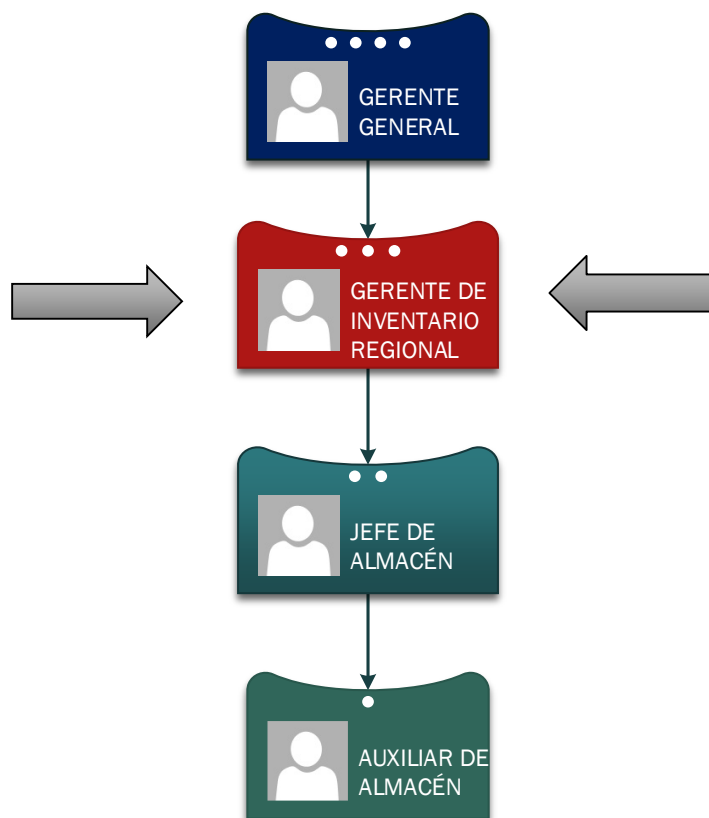 GERENTE
GENERAL
GERENTE DE
INVENTARIO
REGIONAL
JEFE DE
ALMACÉN
AUXILIAR DE
ALMACÉN